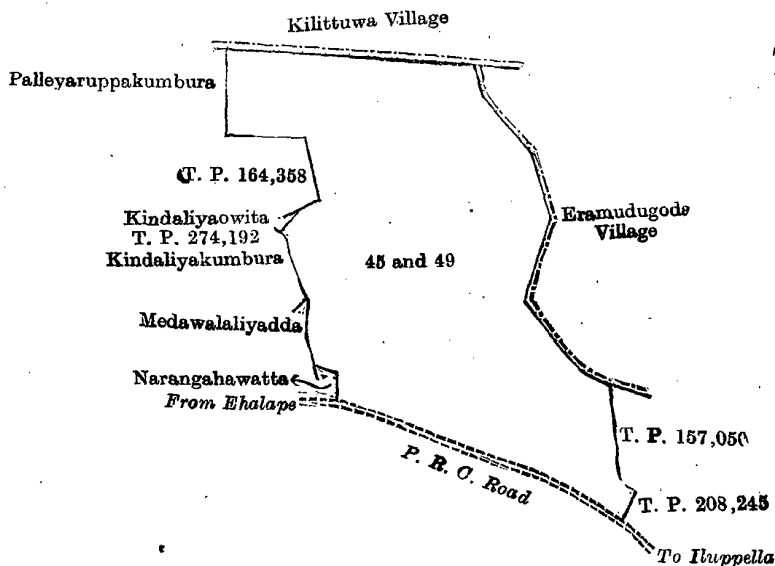 Kilittuwa Village
Palleyaruppakumbura
T. P. 164,358
Kindaliyaowita
T. P. 274,192
Kindaliyakumbura
Eramudugode
Village
45 and 49
Medawalaliyadda
Narangahawatta
From Ehalape
P. R. C. Road
T. P. 157,050
T. P. 208,245
To Iluppella